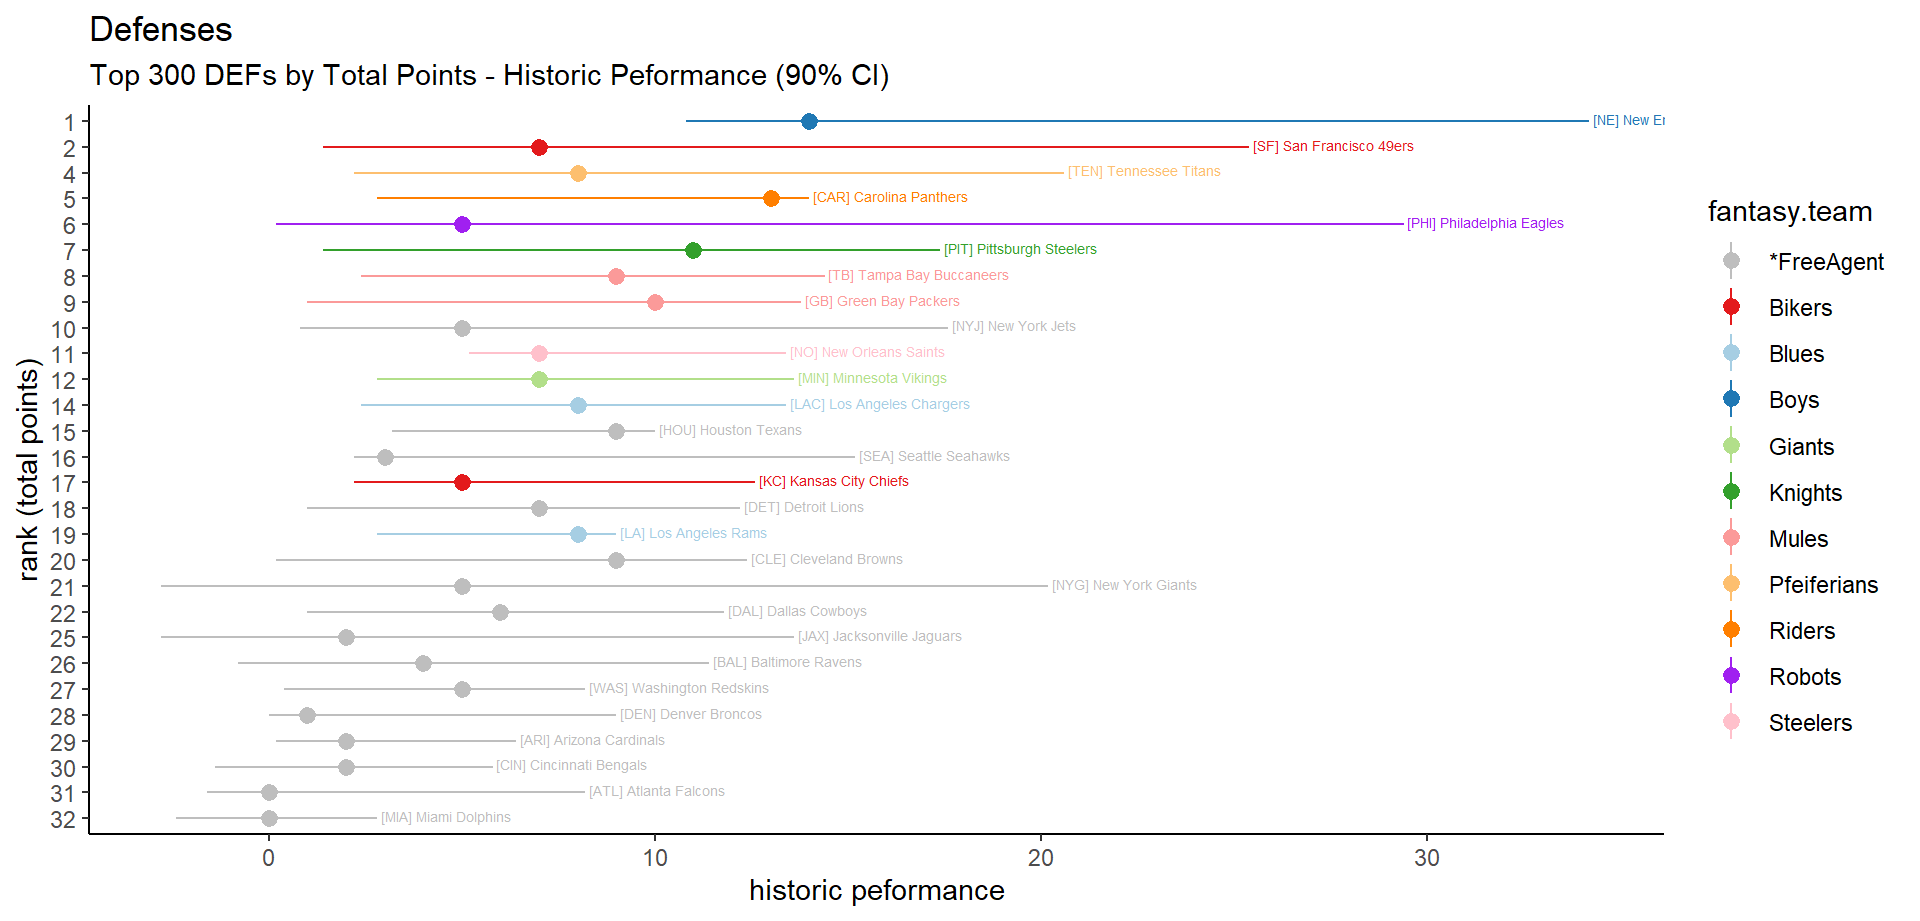 Defenses
Top 300 DEFs by Total Points - Historic Peformance (90% CI)
rank (total points)
1
[NE] New Er
2
[SF] San Francisco 49ers
4
[TEN] Tennessee Titans
5
[CAR] Carolina Panthers
6
[PHI] Philadelphia Eagles
7
[PIT] Pittsburgh Steelers
8
[TB] Tampa Bay Buccaneers
9
[GB] Green Bay Packers
10
[NYJ] New York Jets
11
[NO] New Orleans Saints
12
[MIN] Minnesota Vikings
14
[LAC] Los Angeles Chargers
15
[HOU] Houston Texans
16
[SEA] Seattle Seahawks
17
[KC] Kansas City Chiefs
18
[DET] Detroit Lions
19
[LA] Los Angeles Rams
20
[CLE] Cleveland Browns
21
[NYG] New York Giants
22
[DAL] Dallas Cowboys
25
[JAX] Jacksonville Jaguars
26
[BAL] Baltimore Ravens
27
[WAS] Washington Redskins
28
[DEN] Denver Broncos
29
[ARI] Arizona Cardinals
30
[CIN] Cincinnati Bengals
31
[ATL] Atlanta Falcons
32
[MIA] Miami Dolphins
0 10 20 30
historic peformance
fantasy.team
*FreeAgent
Bikers
Blues
Boys
Giants
Knights
Mules
Pfeiferians
Riders
Robots
Steelers